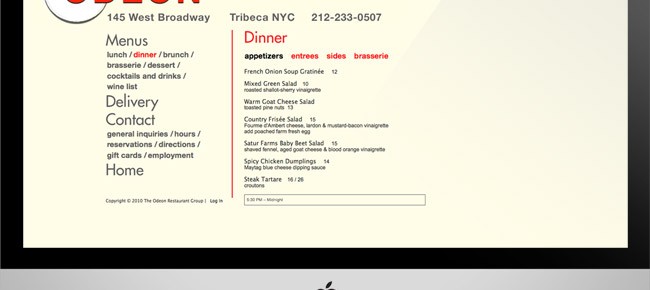 ODEON
145 West Broadway Tribeca NYC 212-233-0507
Menus
lunch / dinner / brunch /
brasserie / dessert /
cocktails and drinks /
wine list
Delivery
Contact
general inquiries / hours /
reservations / directions /
gift cards / employment
Home
Dinner
appetizers entrees sides brasserie
French Onion Soup Gratinée 12
Mixed Green Salad 10
roasted shallot-sherry vinaigrette
Warm Goat Cheese Salad
toasted pine nuts 13
Country Frisée Salad 15
Fourme d'Ambert cheese, lardon & mustard-bacon vinaigrette
add poached farm fresh egg
Satur Farms Baby Beet Salad 15
shaved fennel, aged goat cheese & blood orange vinaigrette
Spicy Chicken Dumplings 14
Maytag blue cheese dipping sauce
Steak Tartare 16 / 26
croutons
5:30 PM – Midnight
Copyright © 2010 The Odeon Restaurant Group | Log In